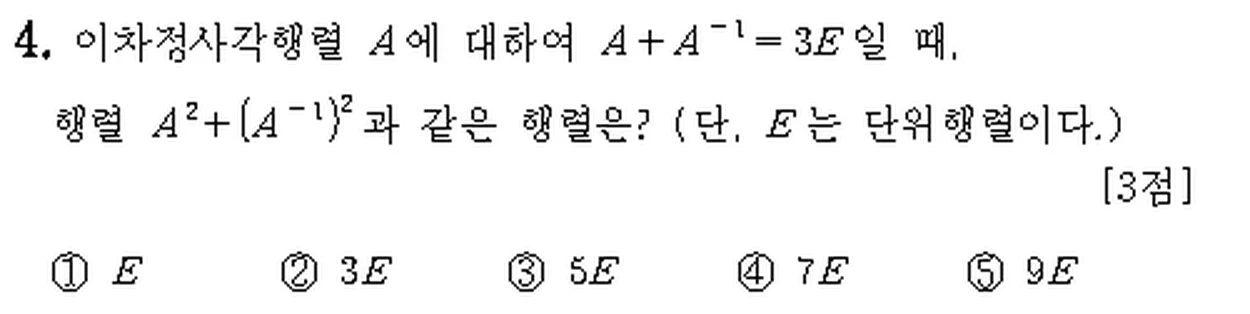 4. 이차정사각행렬 A에 대하여 A+A⁻¹=3E일 때,
행렬 A²+(A⁻¹)²과 같은 행렬은? (단, E는 단위행렬이다.)
[3점]
① E ② 3E ③ 5E ④ 7E ⑤ 9E